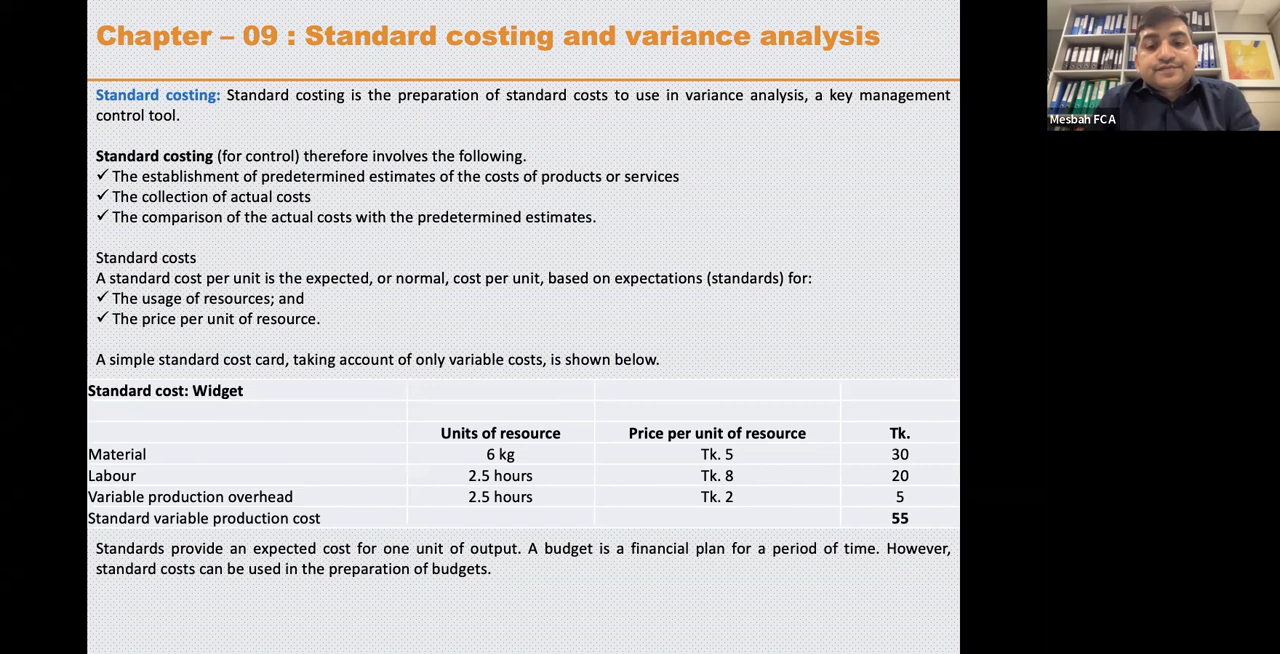 Chapter – 09 : Standard costing and variance analysis
Standard costing: Standard costing is the preparation of standard costs to use in variance analysis, a key management
control tool.
Standard costing (for control) therefore involves the following.
✓ The establishment of predetermined estimates of the costs of products or services
✓ The collection of actual costs
✓ The comparison of the actual costs with the predetermined estimates.
Standard costs
A standard cost per unit is the expected, or normal, cost per unit, based on expectations (standards) for:
✓ The usage of resources; and
✓ The price per unit of resource.
A simple standard cost card, taking account of only variable costs, is shown below.
Standard cost: Widget
Units of resource Price per unit of resource Tk.
Material 6 kg Tk. 5 30
Labour 2.5 hours Tk. 8 20
Variable production overhead 2.5 hours Tk. 2 5
Standard variable production cost 55
Standards provide an expected cost for one unit of output. A budget is a financial plan for a period of time. However,
standard costs can be used in the preparation of budgets.
Mesbah FCA